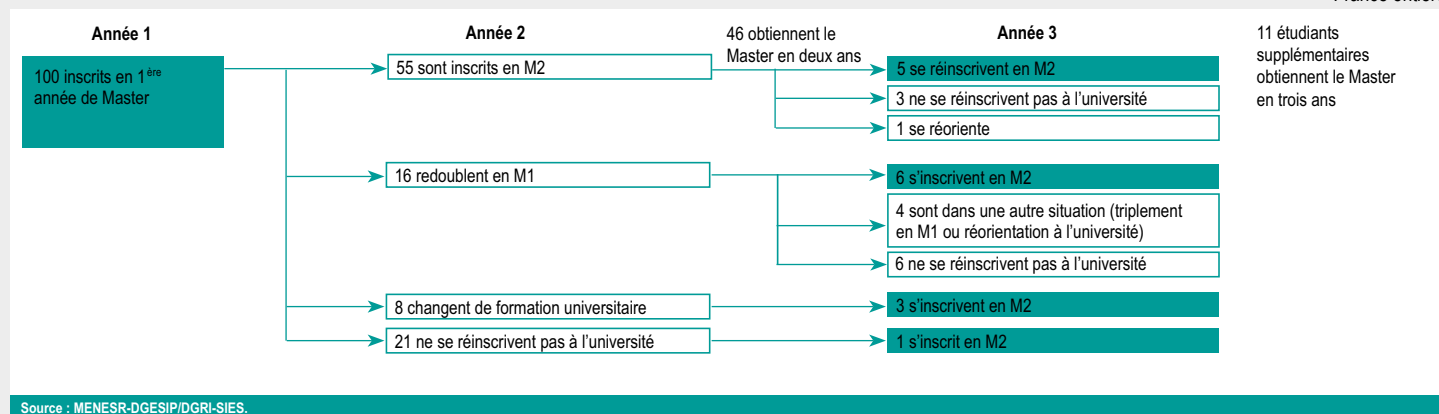 France entièr
Année 1
Année 2
46 obtiennent le
Master en deux ans
Année 3
11 étudiants
supplémentaires
obtiennent le Master
en trois ans
100 inscrits en 1ère
année de Master
55 sont inscrits en M2
5 se réinscrivent en M2
3 ne se réinscrivent pas à l’université
1 se réoriente
16 redoublent en M1
6 s’inscrivent en M2
4 sont dans une autre situation (triplement
en M1 ou réorientation à l’université)
6 ne se réinscrivent pas à l’université
8 changent de formation universitaire
3 s’inscrivent en M2
21 ne se réinscrivent pas à l’université
1 s’inscrit en M2
Source : MENESR-DGESIP/DGRI-SIES.